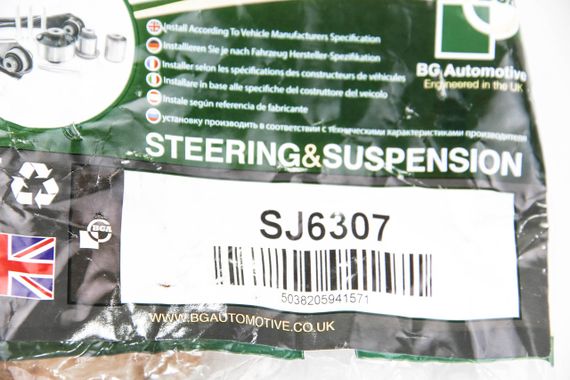 Install According To Vehicle Manufacturers Specification
Installieren Sie je nach Fahrzeug Hersteller-Spezifikation
Installer selon les spécifications des constructeurs de véhicules
Installare in base alle specifiche del costruttore del veicolo
Instale según referencia de fabricante
установку производить в соответствии с техническими характеристиками производителя
BG Automotive
Engineered in the UK
STEERING&SUSPENSION
BGA
SJ6307
5038205941571
WWW.BGAUTOMOTIVE.CO.UK